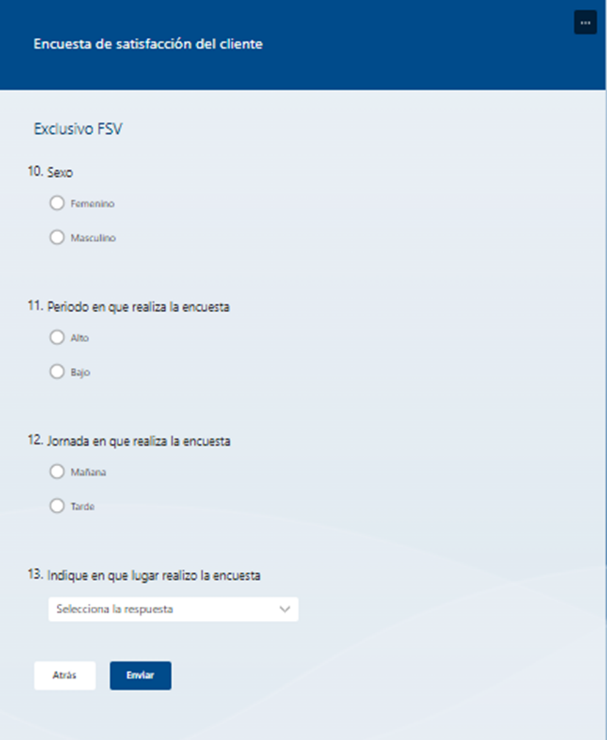 ...
Encuesta de satisfacción del cliente
Exclusivo FSV
10. Sexo
Femenino
Masculino
11. Periodo en que realiza la encuesta
Alto
Bajo
12. Jornada en que realiza la encuesta
Mañana
Tarde
13. Indique en que lugar realizo la encuesta
Selecciona la respuesta
Atrás Enviar